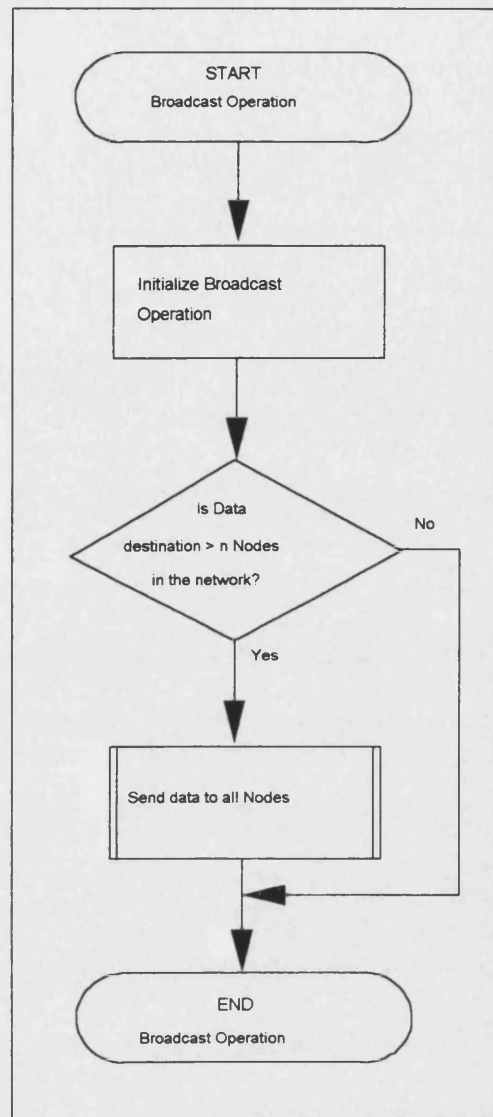 START
Broadcast Operation
Initialize Broadcast
Operation
Is Data
destination > n Nodes
in the network?
No
Yes
Send data to all Nodes
END
Broadcast Operation